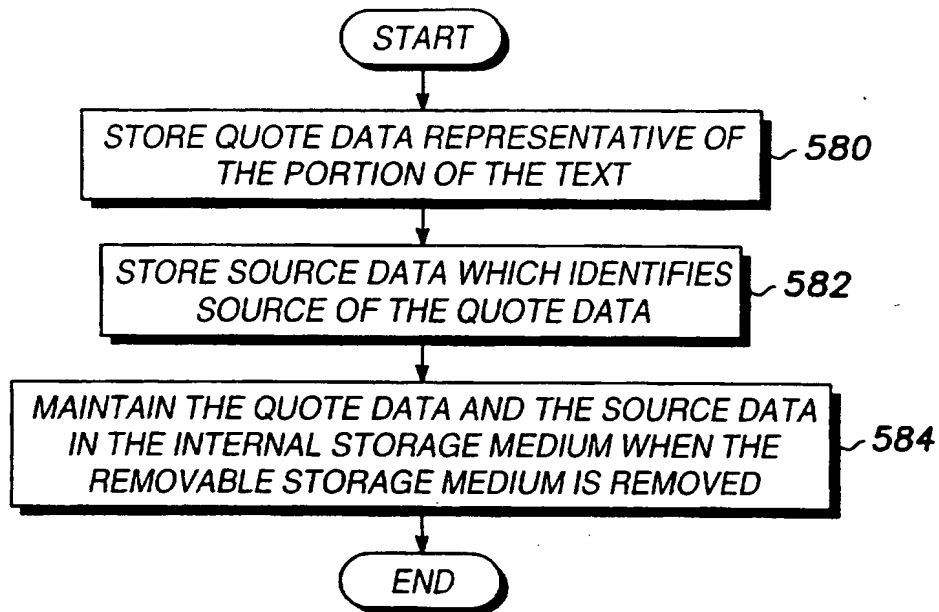 START
STORE QUOTE DATA REPRESENTATIVE OF
THE PORTION OF THE TEXT
580
STORE SOURCE DATA WHICH IDENTIFIES
SOURCE OF THE QUOTE DATA
582
MAINTAIN THE QUOTE DATA AND THE SOURCE DATA
IN THE INTERNAL STORAGE MEDIUM WHEN THE
REMOVABLE STORAGE MEDIUM IS REMOVED
584
END